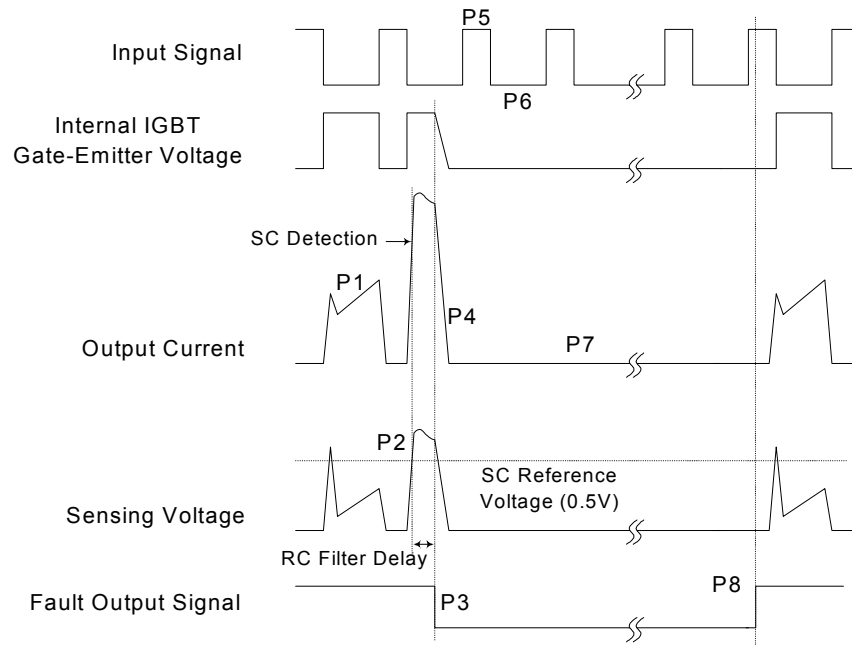 P5
Input Signal
P6
Internal IGBT
Gate-Emitter Voltage
SC Detection
P1
P4
Output Current
P7
P2
SC Reference
Voltage (0.5V)
Sensing Voltage
RC Filter Delay
P8
Fault Output Signal
P3